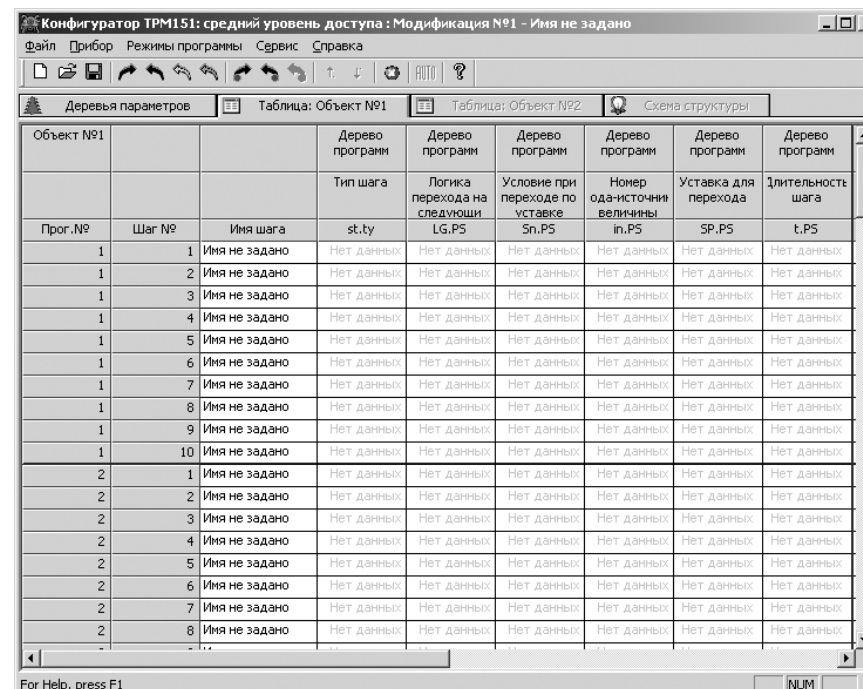 Конфигуратор ТРМ151: средний уровень доступа : Модификация №1 - Имя не задано
Файл Прибор Режимы программы Сервис Справка
AUTO
Деревья параметров Таблица: Объект №1 Таблица: Объект №2 Схема структуры
Объект №1 Дерево программ Дерево программ Дерево программ Дерево программ Дерево программ Дерево программ
Тип шага Логика перехода на следующи Условие при переходе по уставке Номер ода-источник величины Уставка для перехода Длительность шага
Прог.№ Шаг № Имя шага st.ty LG.PS Sn.PS in.PS SP.PS t.PS
1 1 Имя не задано Нет данных Нет данных Нет данных Нет данных Нет данных Нет данных
1 2 Имя не задано Нет данных Нет данных Нет данных Нет данных Нет данных Нет данных
1 3 Имя не задано Нет данных Нет данных Нет данных Нет данных Нет данных Нет данных
1 4 Имя не задано Нет данных Нет данных Нет данных Нет данных Нет данных Нет данных
1 5 Имя не задано Нет данных Нет данных Нет данных Нет данных Нет данных Нет данных
1 6 Имя не задано Нет данных Нет данных Нет данных Нет данных Нет данных Нет данных
1 7 Имя не задано Нет данных Нет данных Нет данных Нет данных Нет данных Нет данных
1 8 Имя не задано Нет данных Нет данных Нет данных Нет данных Нет данных Нет данных
1 9 Имя не задано Нет данных Нет данных Нет данных Нет данных Нет данных Нет данных
1 10 Имя не задано Нет данных Нет данных Нет данных Нет данных Нет данных Нет данных
2 1 Имя не задано Нет данных Нет данных Нет данных Нет данных Нет данных Нет данных
2 2 Имя не задано Нет данных Нет данных Нет данных Нет данных Нет данных Нет данных
2 3 Имя не задано Нет данных Нет данных Нет данных Нет данных Нет данных Нет данных
2 4 Имя не задано Нет данных Нет данных Нет данных Нет данных Нет данных Нет данных
2 5 Имя не задано Нет данных Нет данных Нет данных Нет данных Нет данных Нет данных
2 6 Имя не задано Нет данных Нет данных Нет данных Нет данных Нет данных Нет данных
2 7 Имя не задано Нет данных Нет данных Нет данных Нет данных Нет данных Нет данных
2 8 Имя не задано Нет данных Нет данных Нет данных Нет данных Нет данных Нет данных
For Help, press F1 NUM